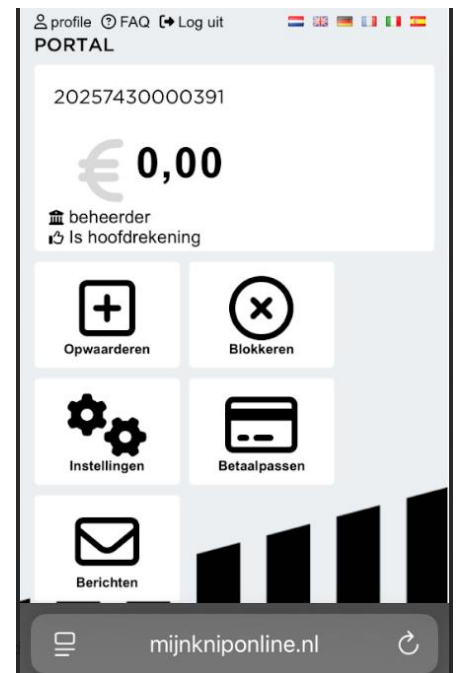 profile FAQ Log uit
PORTAL
20257430000391
€ 0,00
beheerder
Is hoofdrekening
Opwaarderen Blokkeren
Instellingen Betaalpassen
Berichten
mijnkniponline.nl